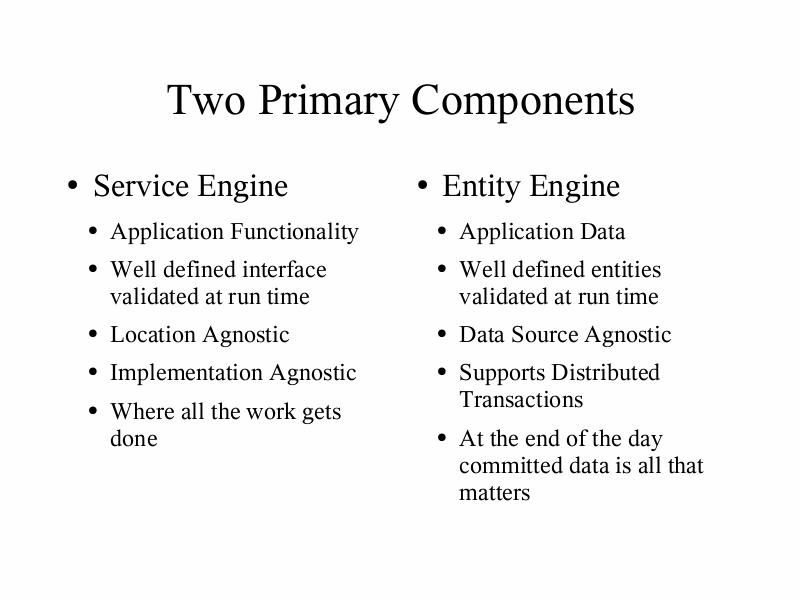 Two Primary Components
• Service Engine
• Application Functionality
• Well defined interface
validated at run time
• Location Agnostic
• Implementation Agnostic
• Where all the work gets
done
• Entity Engine
• Application Data
• Well defined entities
validated at run time
• Data Source Agnostic
• Supports Distributed
Transactions
• At the end of the day
committed data is all that
matters